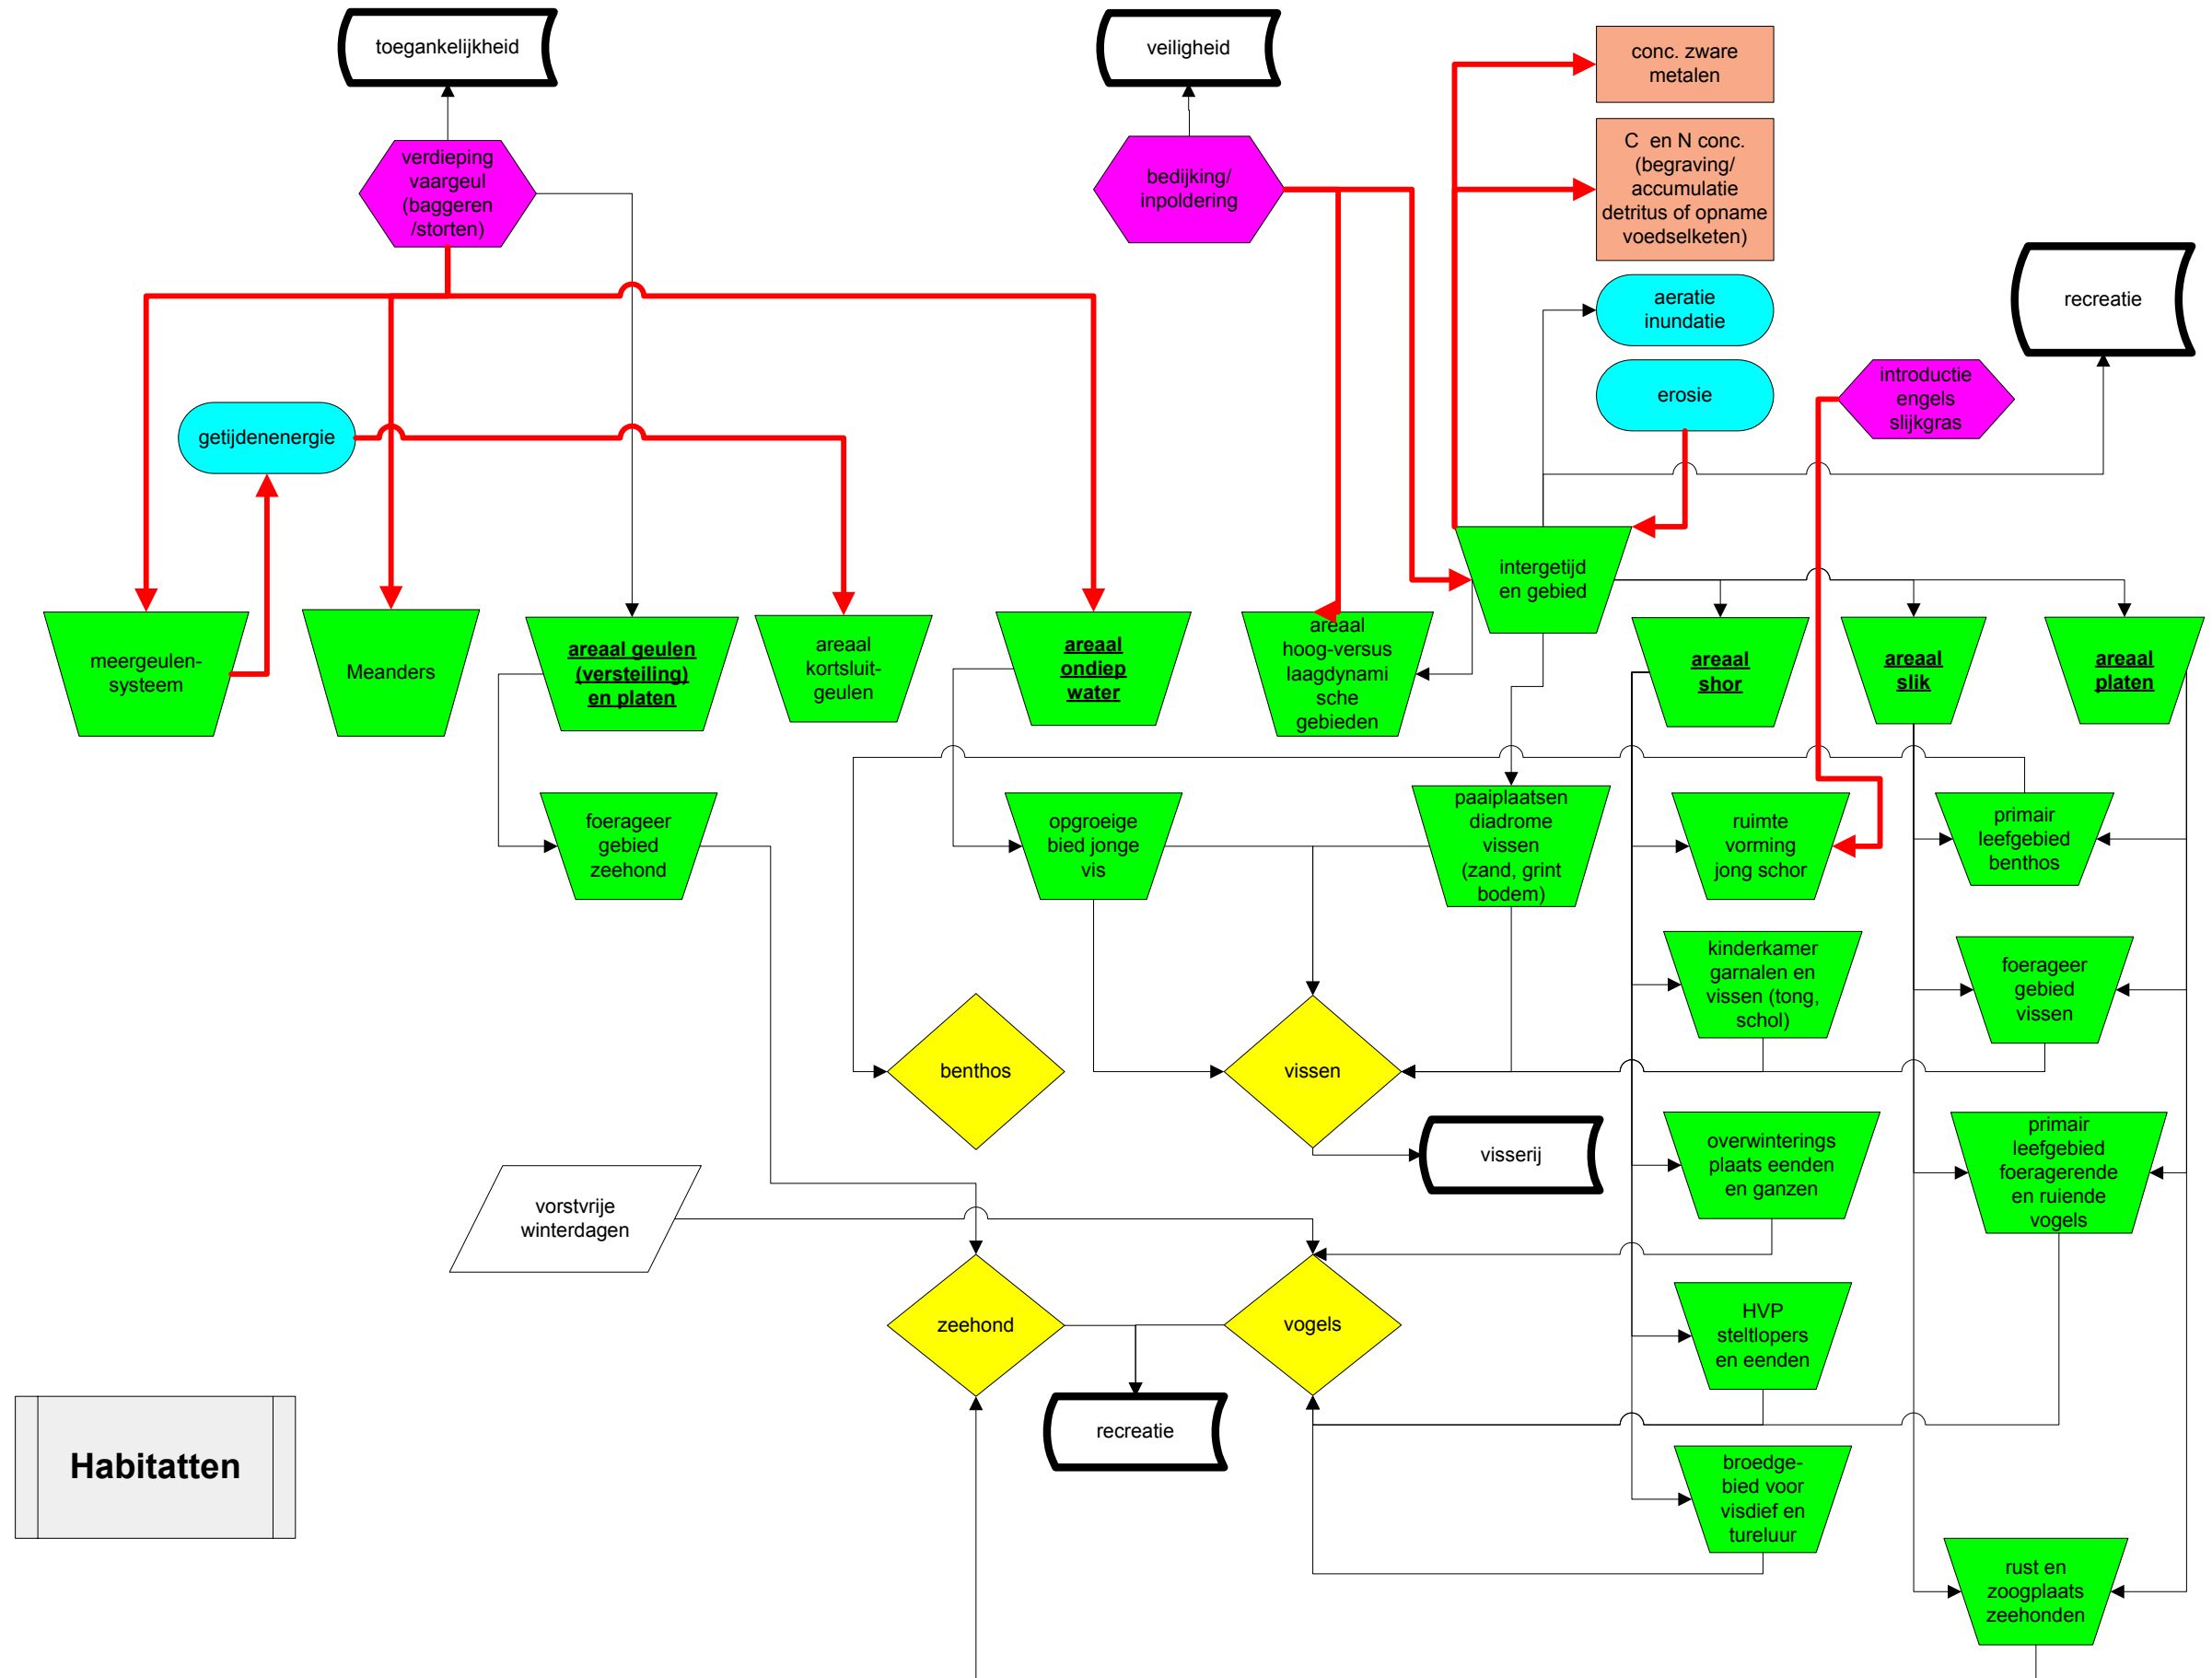 toegankelijkheid
veiligheid
conc. zware
metalen
verdieping
vaargeul
(baggeren
/storten)
bedijking/
inpoldering
C en N conc.
(begraving/
accumulatie
detritus of opname
voedselketen)
aeratie
inundatie
recreatie
erosie
introductie
engels
slijkgras
getijdenenergie
intergetijd
en gebied
meergeulen-
systeem
Meanders
areaal geulen
(versteiling)
en platen
areaal
kortsluit-
geulen
areaal
ondiep
water
areaal
hoog-versus
laagdynami
sche
gebieden
areaal
shor
areaal
slik
areaal
platen
foerageer
gebied
zeehond
opgroeige
bied jonge
vis
paaiplaatsen
diadrome
vissen
(zand, grint
bodem)
ruimte
vorming
jong schor
primair
leefgebied
benthos
kinderkamer
garnalen en
vissen (tong,
schol)
foerageer
gebied
vissen
benthos
vissen
visserij
overwinterings
plaats eenden
en ganzen
primair
leefgebied
foeragerende
en ruiende
vogels
vorstvrije
winterdagen
zeehond
vogels
HVP
steltlopers
en eenden
recreatie
Habitatten
broedge-
bied voor
visdief en
tureluur
rust en
zoogplaats
zeehonden